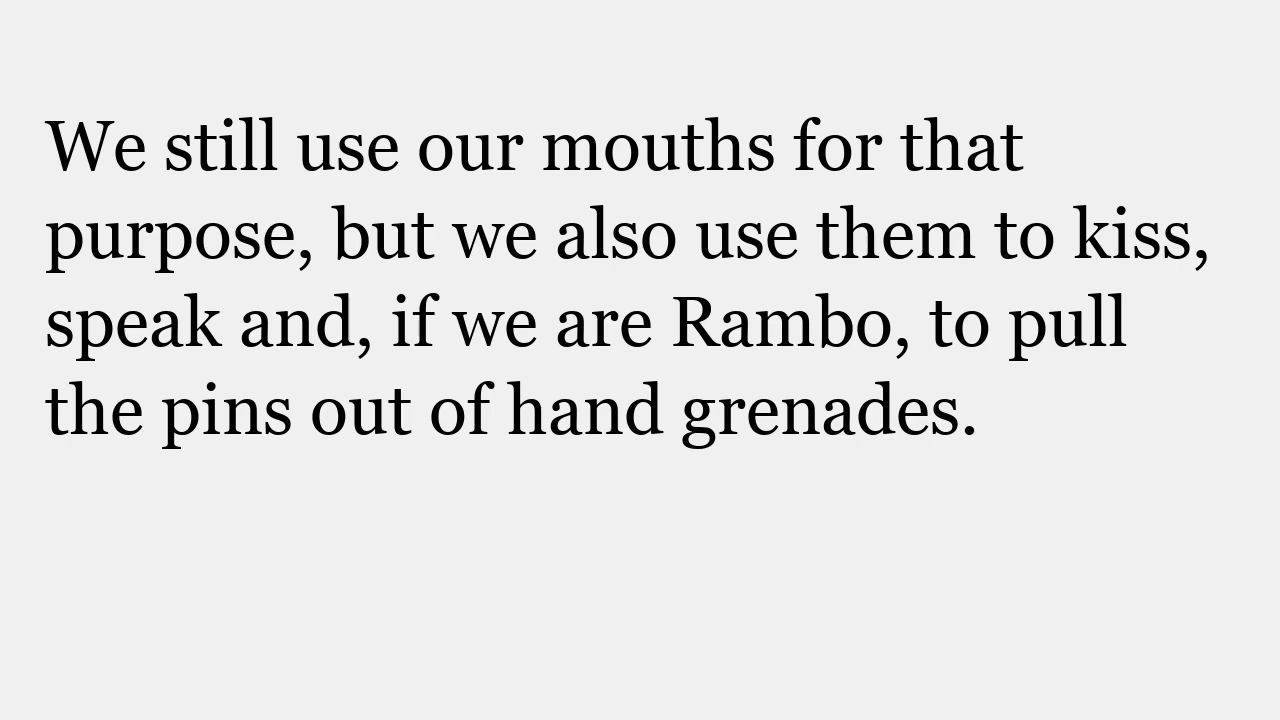 We still use our mouths for that
purpose, but we also use them to kiss,
speak and, if we are Rambo, to pull
the pins out of hand grenades.